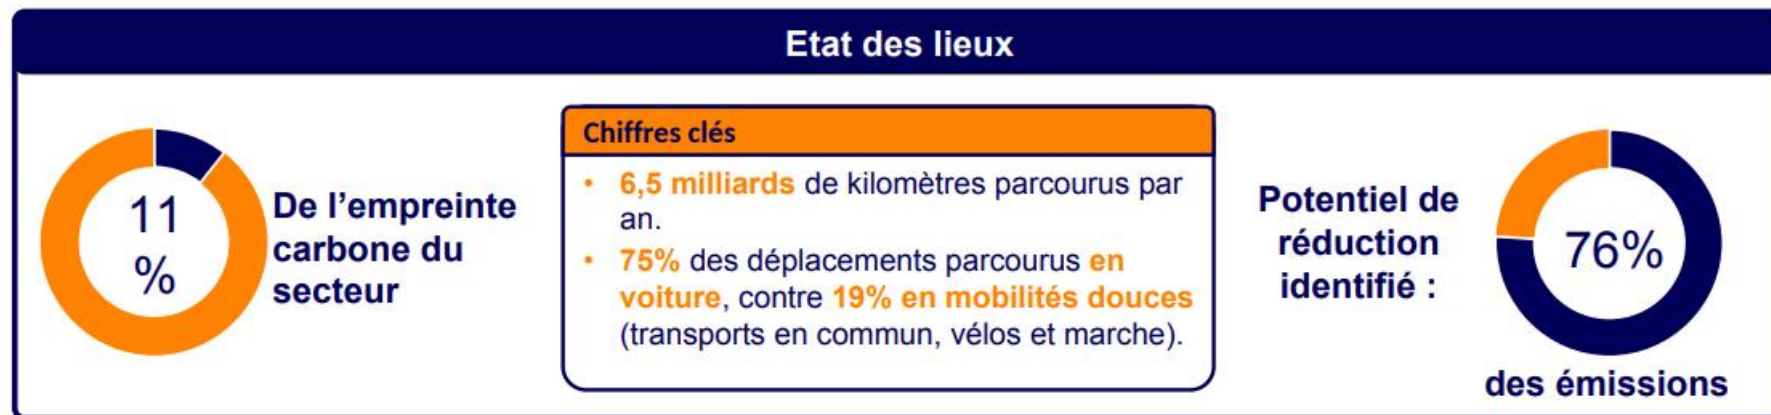 Etat des lieux
11
%
De l’empreinte
carbone du
secteur
Chiffres clés
• 6,5 milliards de kilomètres parcourus par
an.
• 75% des déplacements parcourus en
voiture, contre 19% en mobilités douces
(transports en commun, vélos et marche).
Potentiel de
réduction
identifié :
76%
des émissions